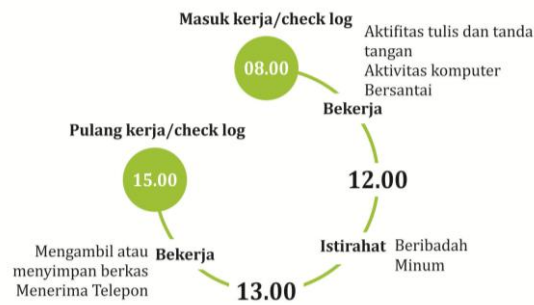 Masuk kerja/check log
08.00
Aktifitas tulis dan tanda
tangan
Aktivitas komputer
Bersantai
Bekerja
12.00
Istirahat
Beribadah
Minum
13.00
Bekerja
Mengambil atau
menyimpan berkas
Menerima Telepon
Pulang kerja/check log
15.00